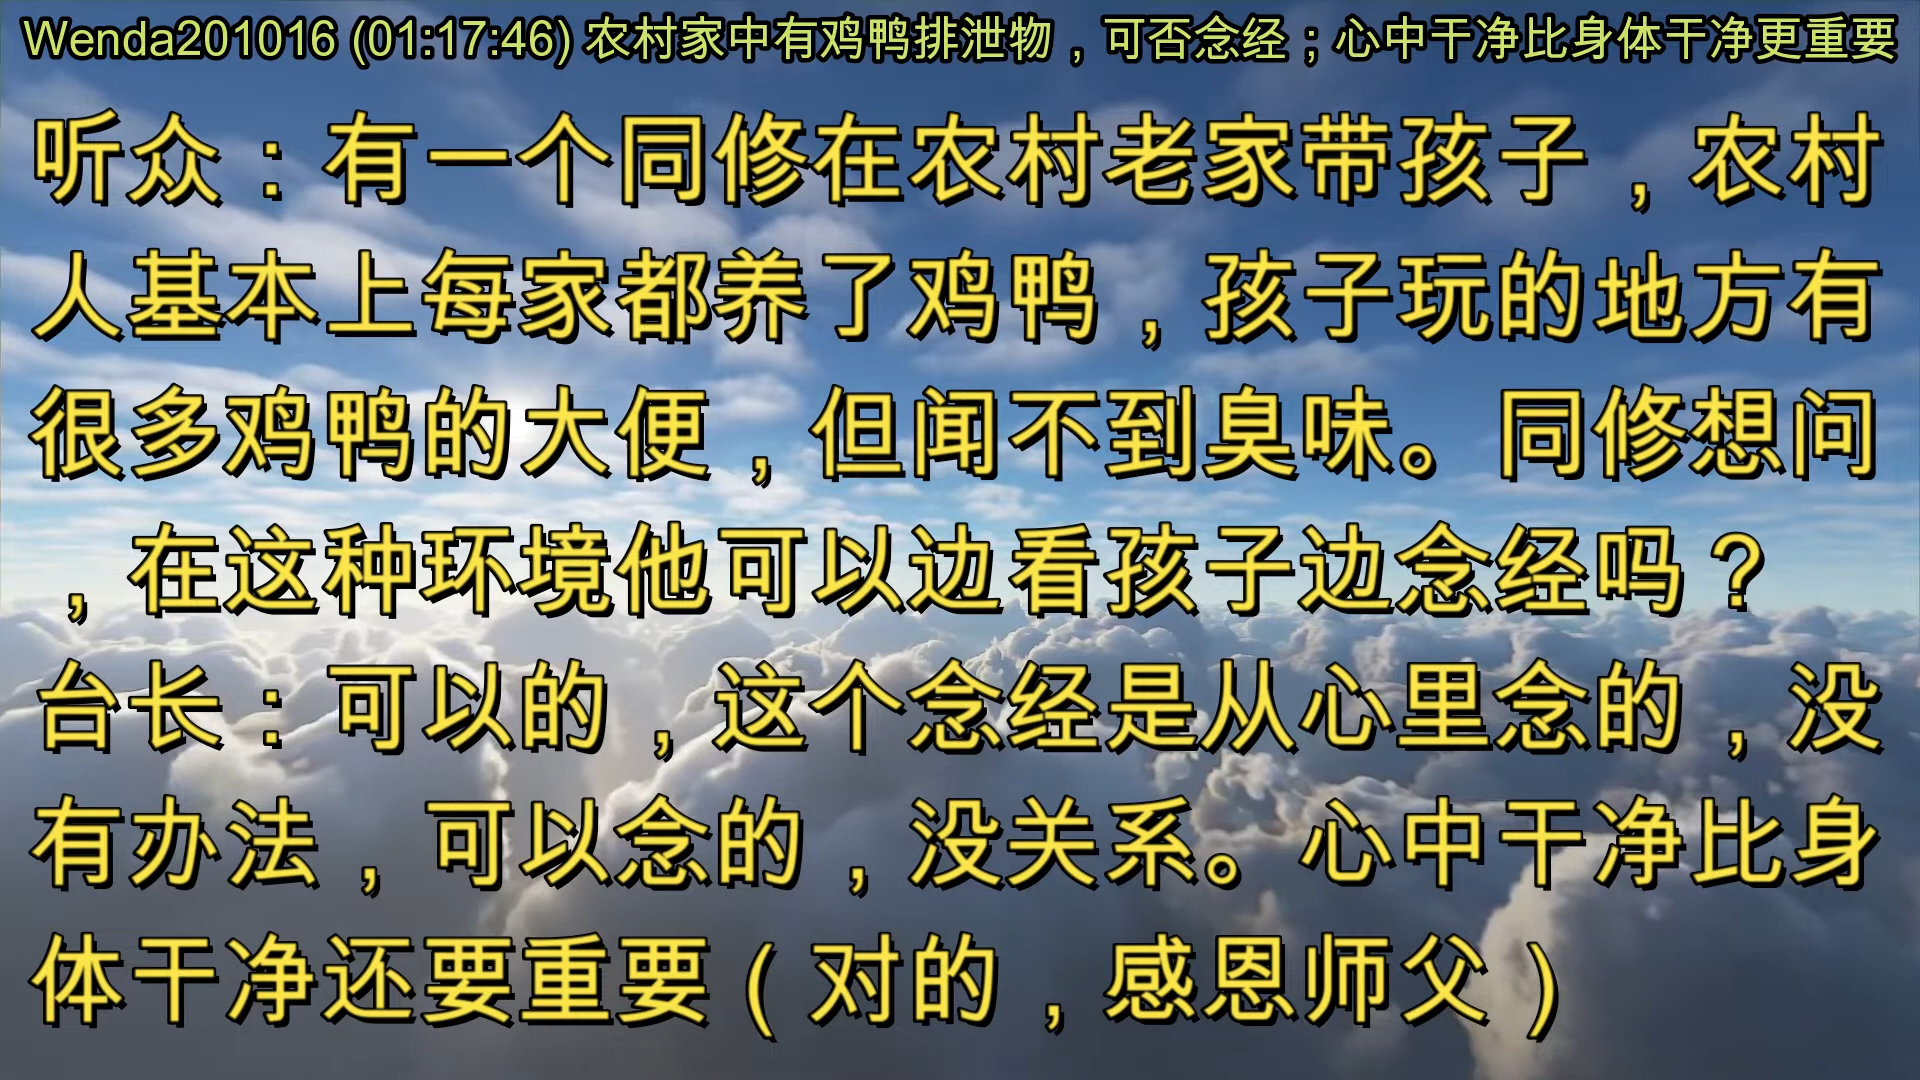 Wenda201016 (01:17:46) 农村家中有鸡鸭排泄物，可否念经；心中干净比身体干净更重要
听众：有一个同修在农村老家带孩子，农村
人基本上每家都养了鸡鸭，孩子玩的地方有
很多鸡鸭的大便，但闻不到臭味。同修想问
，在这种环境他可以边看孩子边念经吗？
台长：可以的，这个念经是从心里念的，没
有办法，可以念的，没关系。心中干净比身
体干净还要重要（对的，感恩师父）